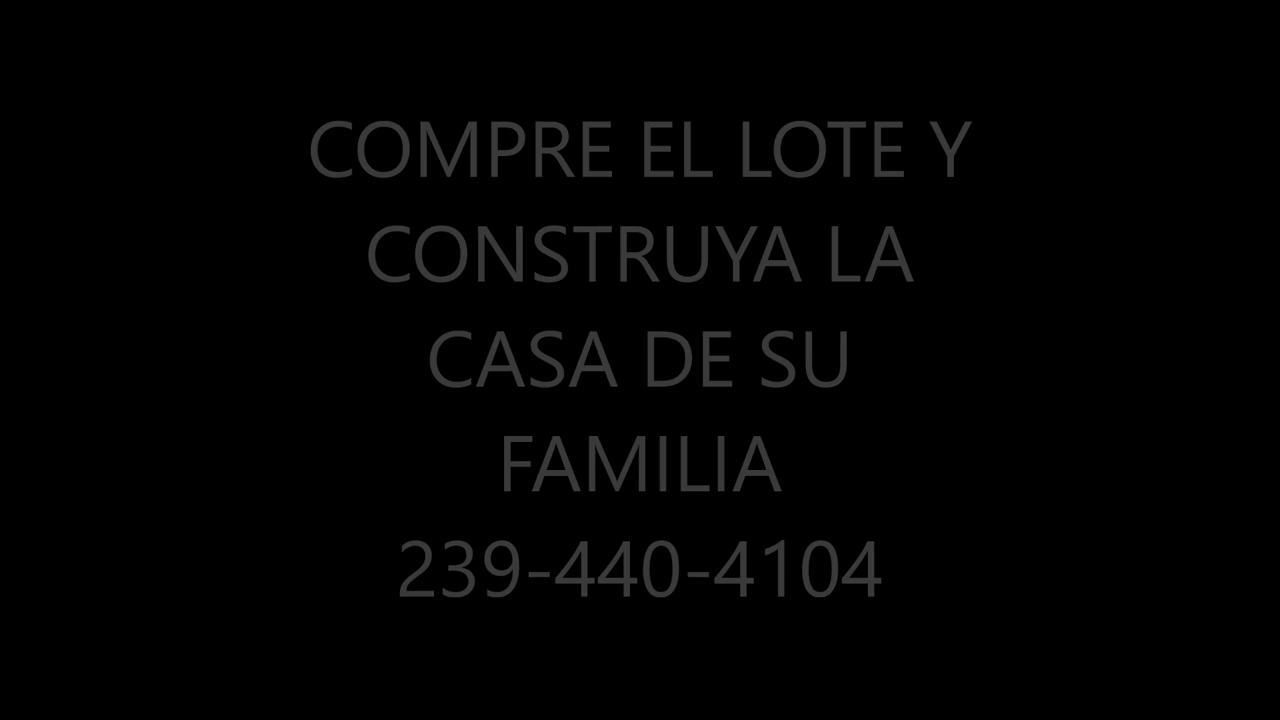 COMPRE EL LOTE Y
CONSTRUYA LA
CASA DE SU
FAMILIA
239-440-4104